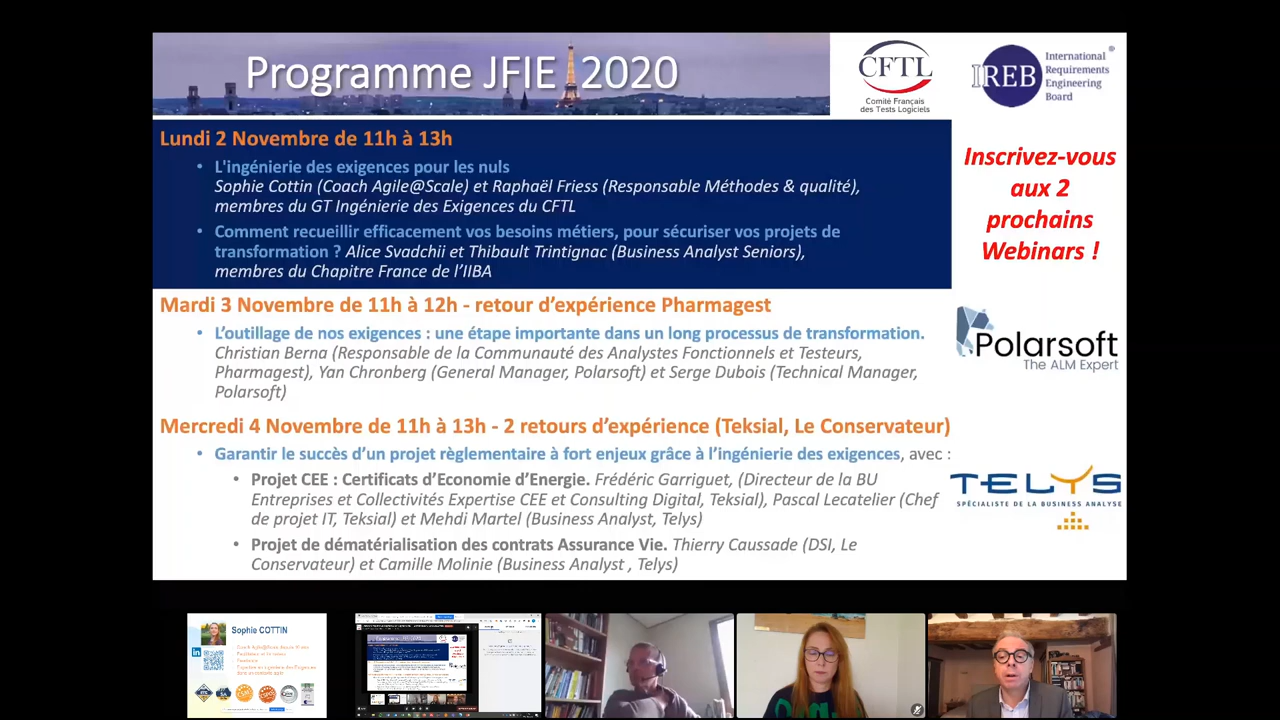 Programme JFIE 2020
CFTL
Comité Français
des Tests Logiciels
IREB
International
Requirements
Engineering
Board
®
Lundi 2 Novembre de 11h à 13h
• L'ingénierie des exigences pour les nuls
Sophie Cottin (Coach Agile@Scale) et Raphaël Friess (Responsable Méthodes & qualité),
membres du GT Ingénierie des Exigences du CFTL
• Comment recueillir efficacement vos besoins métiers, pour sécuriser vos projets de
transformation ? Alice Svadchii et Thibault Trintignac (Business Analyst Seniors),
membres du Chapitre France de l'IIBA
Inscrivez-vous
aux 2
prochains
Webinars !
Mardi 3 Novembre de 11h à 12h - retour d'expérience Pharmagest
• L'outillage de nos exigences : une étape importante dans un long processus de transformation.
Christian Berna (Responsable de la Communauté des Analystes Fonctionnels et Testeurs,
Pharmagest), Yan Chronberg (General Manager, Polarsoft) et Serge Dubois (Technical Manager,
Polarsoft)
Polarsoft
The ALM Expert
Mercredi 4 Novembre de 11h à 13h - 2 retours d'expérience (Teksial, Le Conservateur)
• Garantir le succès d'un projet règlementaire à fort enjeux grâce à l'ingénierie des exigences, avec :
• Projet CEE : Certificats d'Economie d'Energie. Frédéric Garriguet, (Directeur de la BU
Entreprises et Collectivités Expertise CEE et Consulting Digital, Teksial), Pascal Lecatelier (Chef
de projet IT, Teksial) et Mehdi Martel (Business Analyst, Telys)
• Projet de dématérialisation des contrats Assurance Vie. Thierry Caussade (DSI, Le
Conservateur) et Camille Molinie (Business Analyst , Telys)
TELYS
SPÉCIALISTE DE LA BUSINESS ANALYSE
Sophie COTTIN